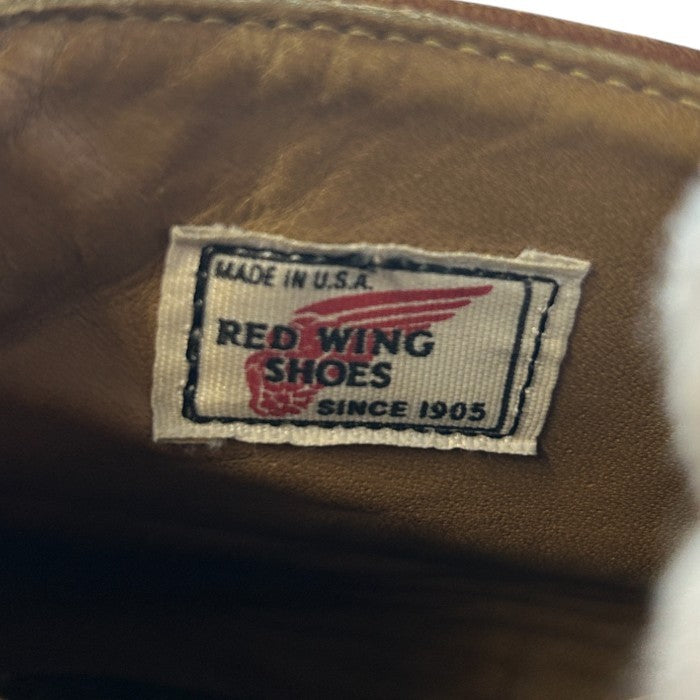 MADE IN U.S.A.
RED WING
SHOES
SINCE 1905